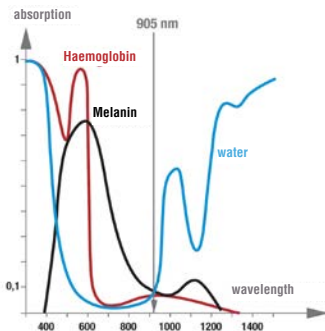 905 nm
absorption
Haemoglobin
1
Melanin
water
wavelength
0,1
400 600 800 1000 1200 1400